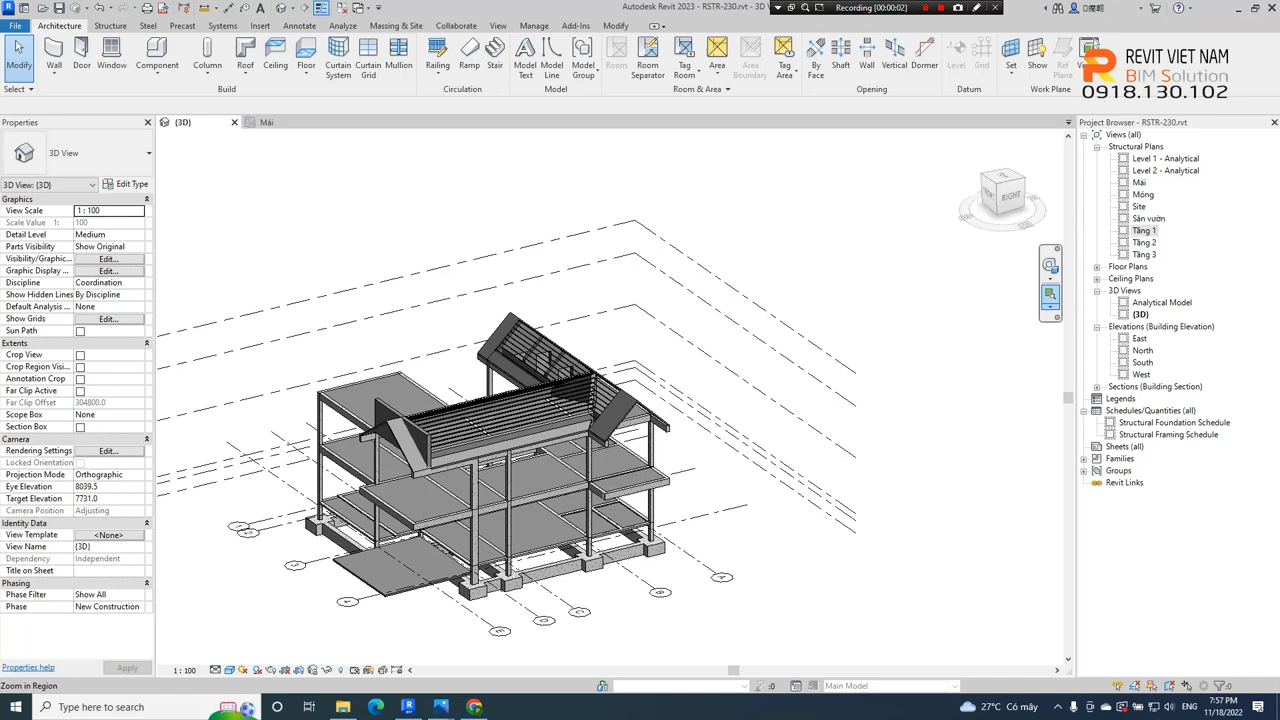 Autodesk Revit 2023 - RSTR-230.rvt - 3D V
Recording [00:00:02]
File
Architecture
Structure
Steel
Precast
Systems
Insert
Annotate
Analyze
Massing & Site
Collaborate
View
Manage
Add-Ins
Modify
Modify
Wall
Door
Window
Component
Column
Roof
Ceiling
Floor
Curtain System
Curtain Grid
Mullion
Railing
Ramp
Stair
Model Text
Model Line
Model Group
Room
Room Separator
Tag Room
Area
Area Boundary
Tag Area
By Face
Shaft
Wall
Vertical
Dormer
Level
Grid
Set
Show
Ref Plane
Select
Build
Circulation
Model
Room & Area
Opening
Datum
Work Plane
REVIT VIET NAM
BIM Solution
0918.130.102
Properties
(3D)
Mái
Project Browser - RSTR-230.rvt
3D View
3D View: {3D}
Edit Type
Graphics
View Scale 1 : 100
Scale Value 1: 100
Detail Level Medium
Parts Visibility Show Original
Visibility/Graphic... Edit...
Graphic Display ... Edit...
Discipline Coordination
Show Hidden Lines By Discipline
Default Analysis ... None
Show Grids Edit...
Sun Path
Extents
Crop View
Crop Region Visi...
Annotation Crop
Far Clip Active
Far Clip Offset 304800.0
Scope Box None
Section Box
Camera
Rendering Settings Edit...
Locked Orientation
Projection Mode Orthographic
Eye Elevation 8039.5
Target Elevation 7731.0
Camera Position Adjusting
Identity Data
View Template <None>
View Name {3D}
Dependency Independent
Title on Sheet
Phasing
Phase Filter Show All
Phase New Construction
Properties help
Apply
RIGHT
A
B
C
D
E
Views (all)
Structural Plans
Level 1 - Analytical
Level 2 - Analytical
Mái
Móng
Site
Sân vườn
Tầng 1
Tầng 2
Tầng 3
Floor Plans
Ceiling Plans
3D Views
Analytical Model
{3D}
Elevations (Building Elevation)
East
North
South
West
Sections (Building Section)
Legends
Schedules/Quantities (all)
Structural Foundation Schedule
Structural Framing Schedule
Sheets (all)
Families
Groups
Revit Links
1 : 100
Zoom in Region
:0
Main Model
:0
Type here to search
27°C Có mây
7:57 PM
11/18/2022